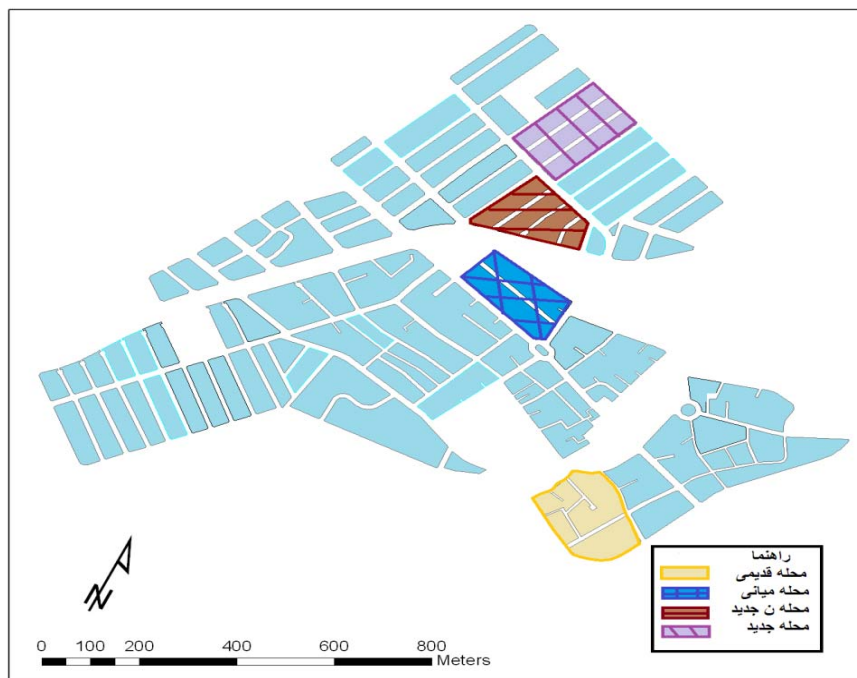 راهنما
محله قدیمی
محله میانی
محله ن جدید
محله جدید
N
0 100 200 400 600 800
Meters